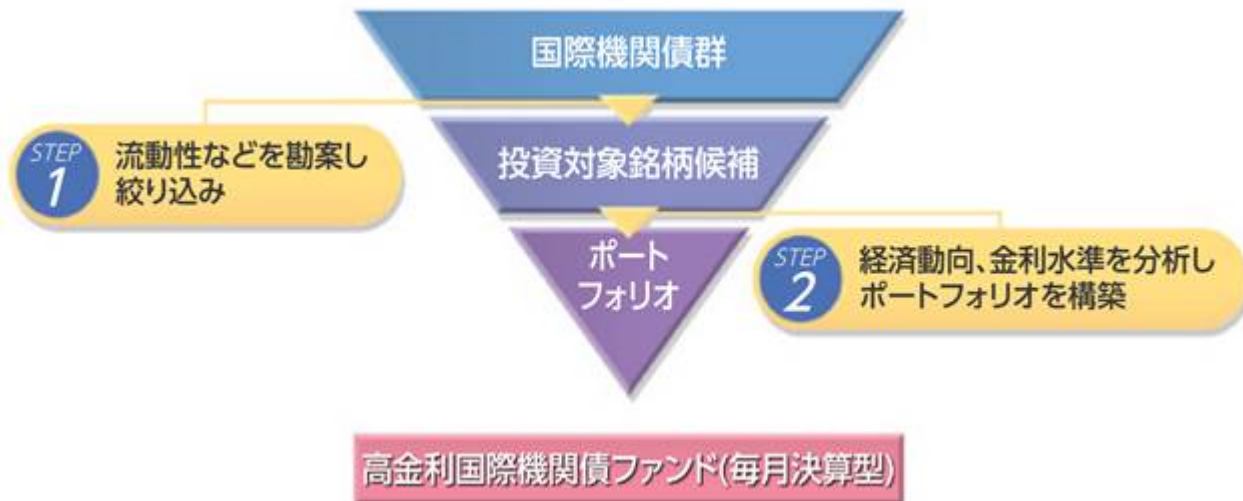 国際機関債群
STEP
1
流動性などを勘案し
絞り込み
投資対象銘柄候補
ポート
フォリオ
STEP
2
経済動向、金利水準を分析し
ポートフォリオを構築
高金利国際機関債ファンド(毎月決算型)